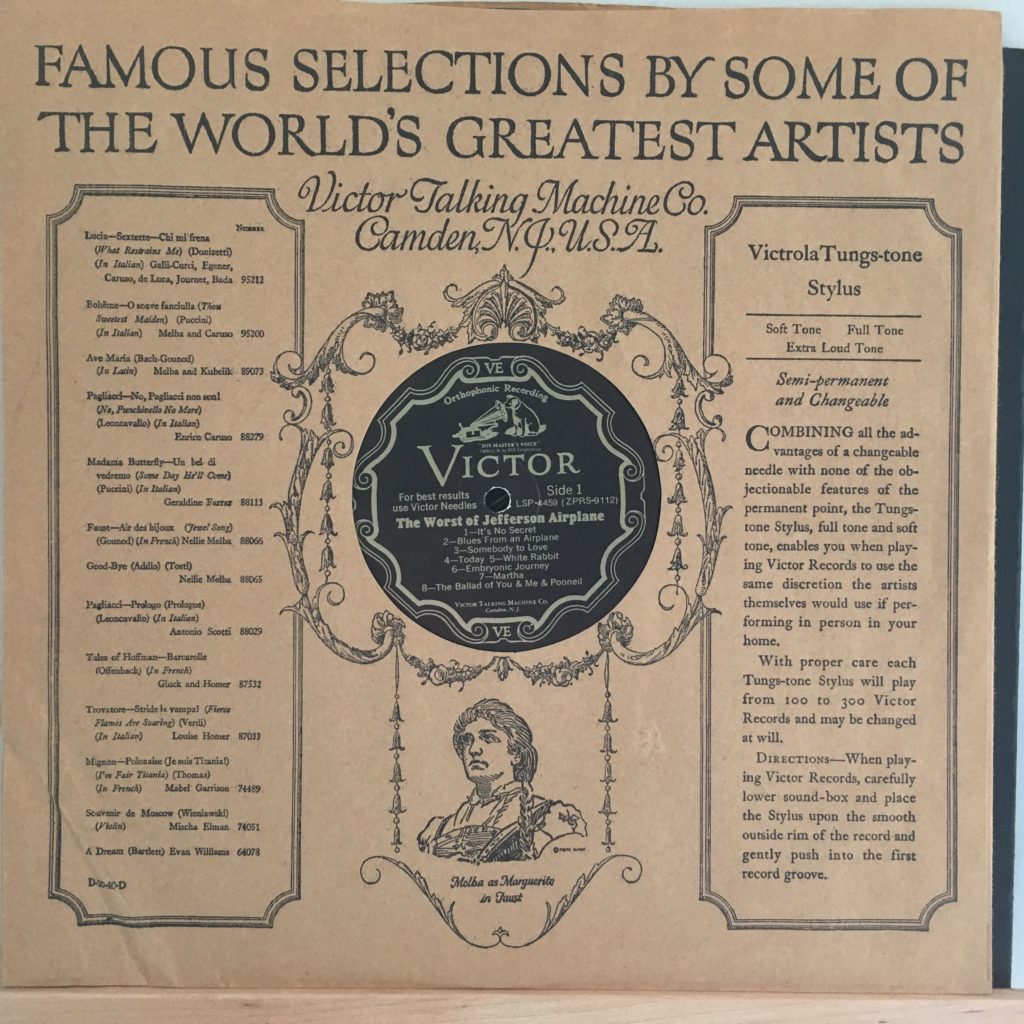 FAMOUS SELECTIONS BY SOME OF
THE WORLD'S GREATEST ARTISTS
Victor Talking Machine Co.
Camden, N.J., U.S.A.
NUMBER
Lucia—Sextette—Chi mi frena
(What Restrains Me) (Donizetti)
(In Italian) Galli-Curci, Egener,
Caruso, de Luca, Journet, Bada 95212
Bohême—O soave fanciulla (Thou
Sweetest Maiden) (Puccini)
(In Italian) Melba and Caruso 95200
Ave Maria (Bach-Gounod)
(In Latin) Melba and Kubelik 89073
Pagliacci—No, Pagliacci non son!
(No, Punchinello No More)
(Leoncavallo) (In Italian)
Enrico Caruso 88279
Madama Butterfly—Un bel di
vedremo (Some Day He'll Come)
(Puccini) (In Italian)
Geraldine Farrar 88113
Faust—Air des bijoux (Jewel Song)
(Gounod) (In French) Nellie Melba 88066
Good-Bye (Addio) (Tosti)
Nellie Melba 88065
Pagliacci—Prologo (Prologue)
(Leoncavallo) (In Italian)
Antonio Scotti 88029
Tales of Hoffman—Barcarolle
(Offenbach) (In French)
Gluck and Homer 87532
Trovatore—Stride la vampa! (Fierce
Flames Are Soaring) (Verdi)
(In Italian) Louise Homer 87033
Mignon—Polonaise (Je suis Titania!)
(I'm Fair Titania) (Thomas)
(In French) Mabel Garrison 74489
Souvenir de Moscow (Wieniawski)
(Violin) Mischa Elman 74051
A Dream (Bartlett) Evan Williams 64078
VE
Orthophonic Recording
"HIS MASTER'S VOICE"
VICTOR
For best results
use Victor Needles
Side 1
LSP-4459 (ZPRS-9112)
The Worst of Jefferson Airplane
1—It's No Secret
2—Blues From an Airplane
3—Somebody to Love
4—Today 5—White Rabbit
6—Embryonic Journey
7—Martha
8—The Ballad of You & Me & Pooneil
VICTOR TALKING MACHINE CO.
Camden, N. J.
VE
Melba as Marguerite
in Faust
Victrola Tungs-tone
Stylus
Soft Tone Full Tone
Extra Loud Tone
Semi-permanent
and Changeable
COMBINING all the ad-
vantages of a changeable
needle with none of the ob-
jectionable features of the
permanent point, the Tungs-
tone Stylus, full tone and soft
tone, enables you when play-
ing Victor Records to use the
same discretion the artists
themselves would use if per-
forming in person in your
home.
With proper care each
Tungs-tone Stylus will play
from 100 to 300 Victor
Records and may be changed
at will.
DIRECTIONS—When play-
ing Victor Records, carefully
lower sound-box and place
the Stylus upon the smooth
outside rim of the record and
gently push into the first
record groove.